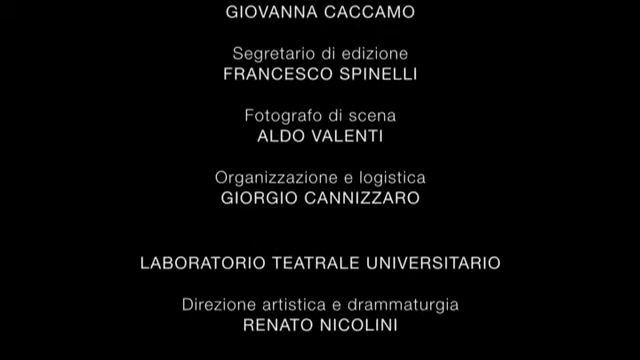 GIOVANNA CACCAMO
Segretario di edizione
FRANCESCO SPINELLI
Fotografo di scena
ALDO VALENTI
Organizzazione e logistica
GIORGIO CANNIZZARO
LABORATORIO TEATRALE UNIVERSITARIO
Direzione artistica e drammaturgia
RENATO NICOLINI